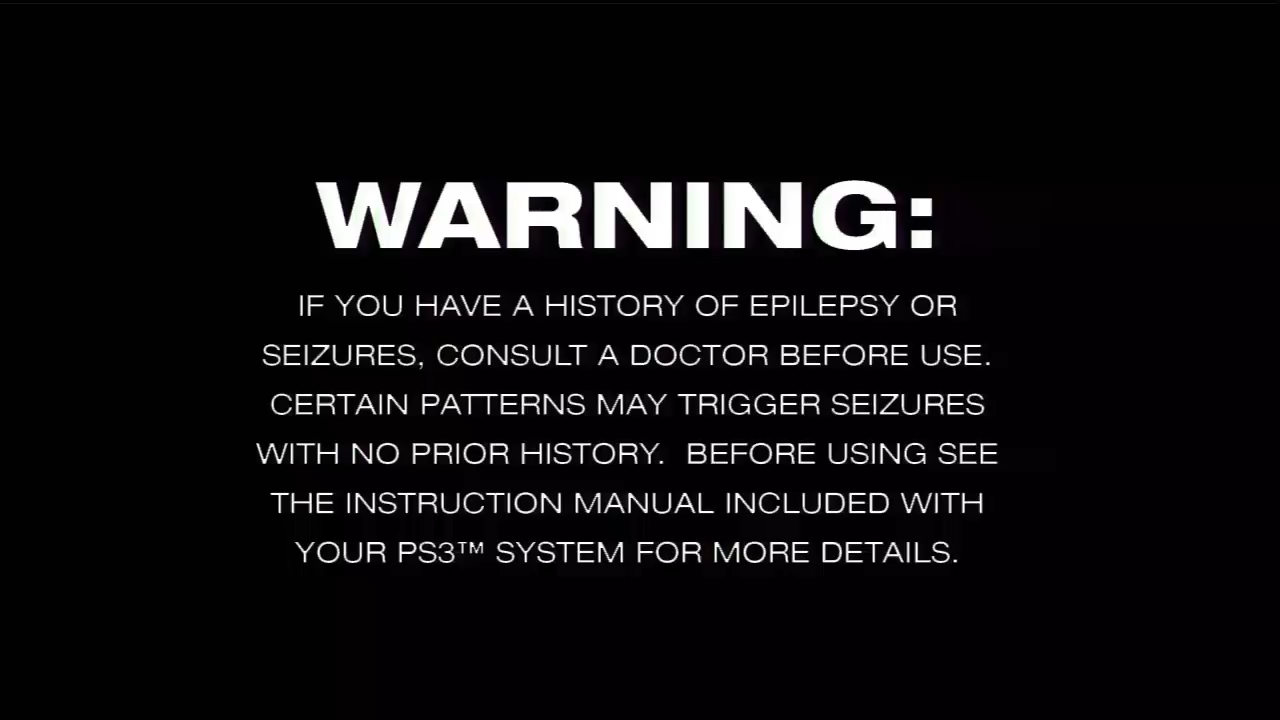 WARNING:
IF YOU HAVE A HISTORY OF EPILEPSY OR
SEIZURES, CONSULT A DOCTOR BEFORE USE.
CERTAIN PATTERNS MAY TRIGGER SEIZURES
WITH NO PRIOR HISTORY.  BEFORE USING SEE
THE INSTRUCTION MANUAL INCLUDED WITH
YOUR PS3™ SYSTEM FOR MORE DETAILS.